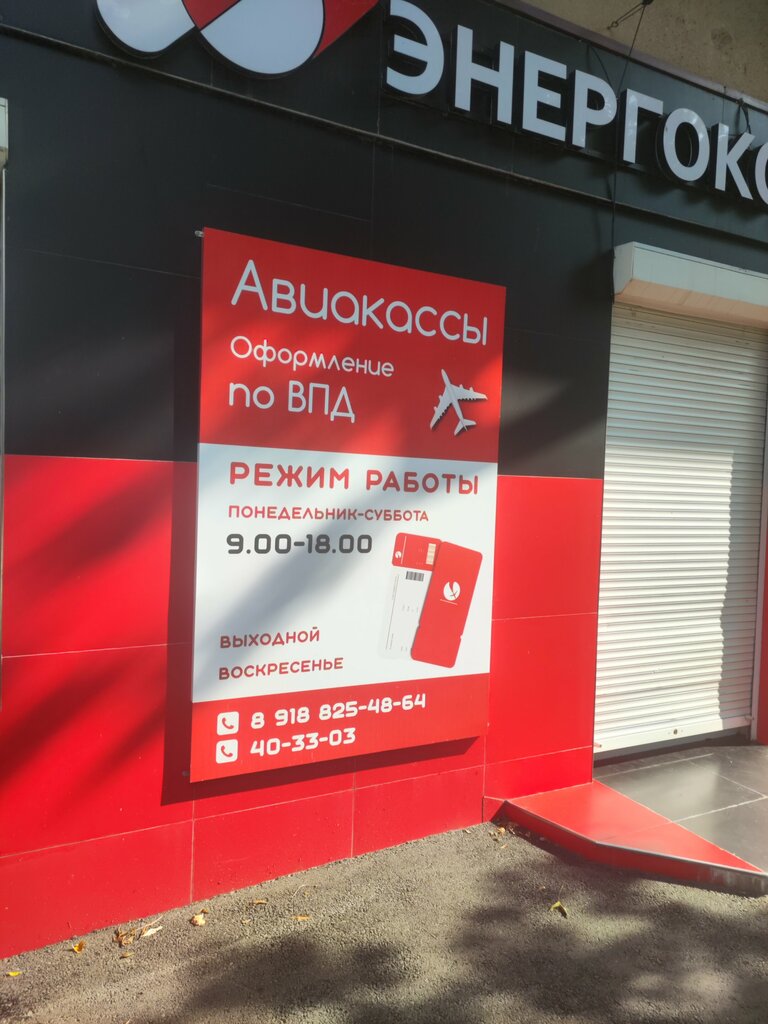 ЭНЕРГОК
Авиакассы
Оформление
по ВПД
РЕЖИМ РАБОТЫ
ПОНЕДЕЛЬНИК-СУББОТА
9.00-18.00
ВЫХОДНОЙ
ВОСКРЕСЕНЬЕ
8 918 825-48-64
40-33-03